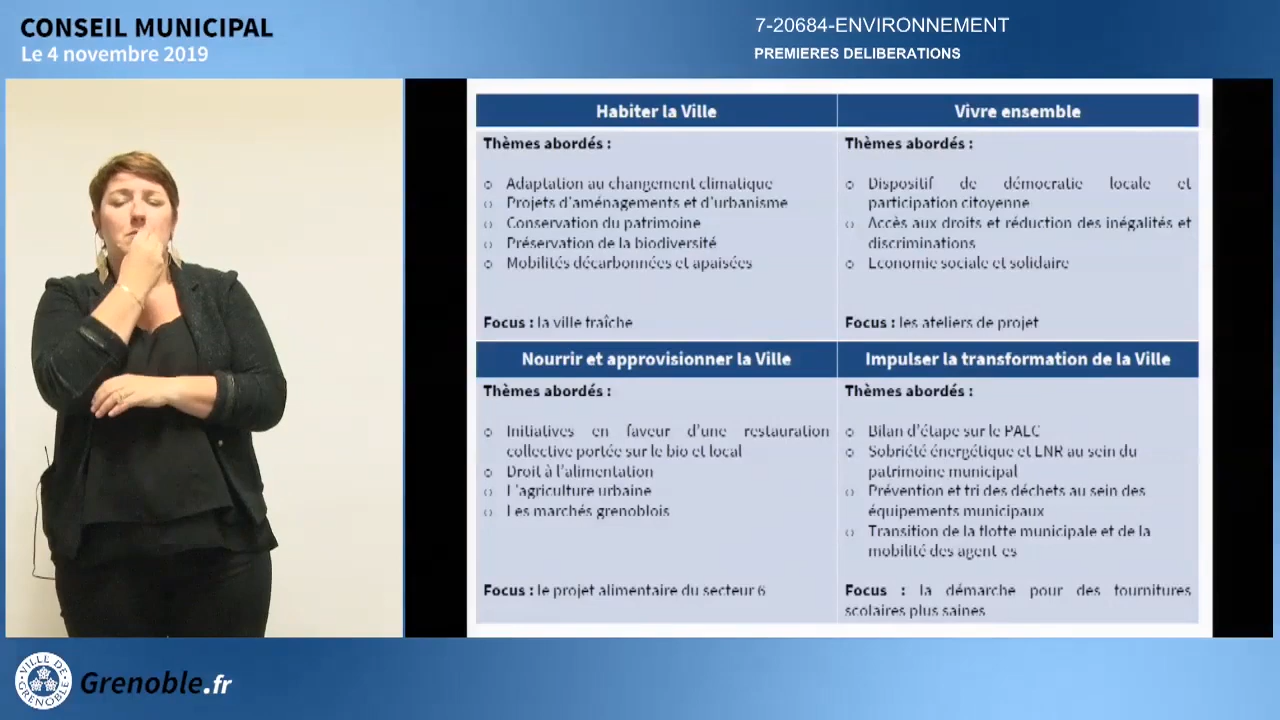 CONSEIL MUNICIPAL
Le 4 novembre 2019
7-20684-ENVIRONNEMENT
PREMIERES DELIBERATIONS
Habiter la Ville
Thèmes abordés :
Adaptation au changement climatique
Projets d'aménagements et d'urbanisme
Conservation du patrimoine
Préservation de la biodiversité
Mobilités décarbonnées et apaisées
Focus : la ville fraîche
Vivre ensemble
Thèmes abordés :
Dispositif de démocratie locale et
participation citoyenne
Accès aux droits et réduction des inégalités et
discriminations
Economie sociale et solidaire
Focus : les ateliers de projet
Nourrir et approvisionner la Ville
Thèmes abordés :
Initiatives en faveur d'une restauration
collective portée sur le bio et local
Droit à l'alimentation
L'agriculture urbaine
Les marchés grenoblois
Focus : le projet alimentaire du secteur 6
Impulser la transformation de la Ville
Thèmes abordés :
Bilan d'étape sur le PAEC
Sobriété énergétique et ENR au sein du
patrimoine municipal
Prévention et tri des déchets au sein des
équipements municipaux
Transition de la flotte municipale et de la
mobilité des agent·es
Focus : la démarche pour des fournitures
scolaires plus saines
VILLE DE GRENOBLE
Grenoble.fr